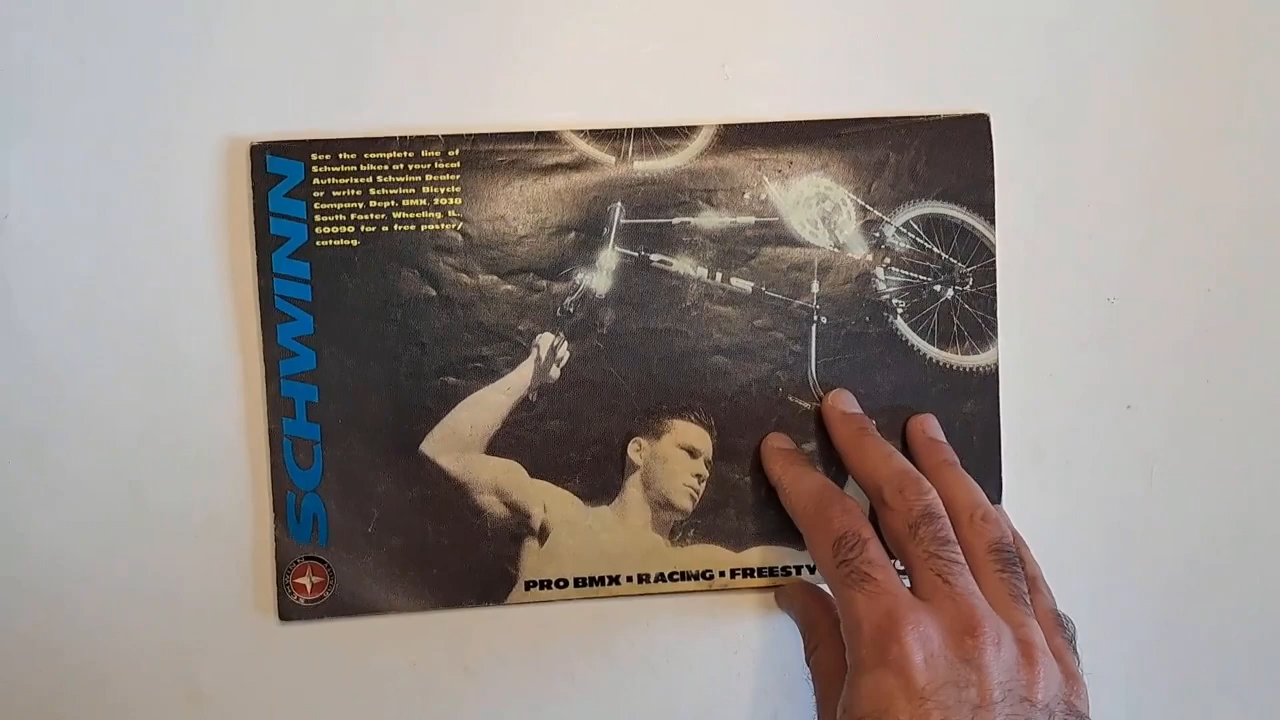 SCHWINN
See the complete line of
Schwinn bikes at your local
Authorized Schwinn Dealer
or write Schwinn Bicycle
Company, Dept. BMX, 2030
South Foster, Wheeling, IL,
60090 for a free poster/
catalog.
PRO BMX ▪ RACING ▪ FREESTY